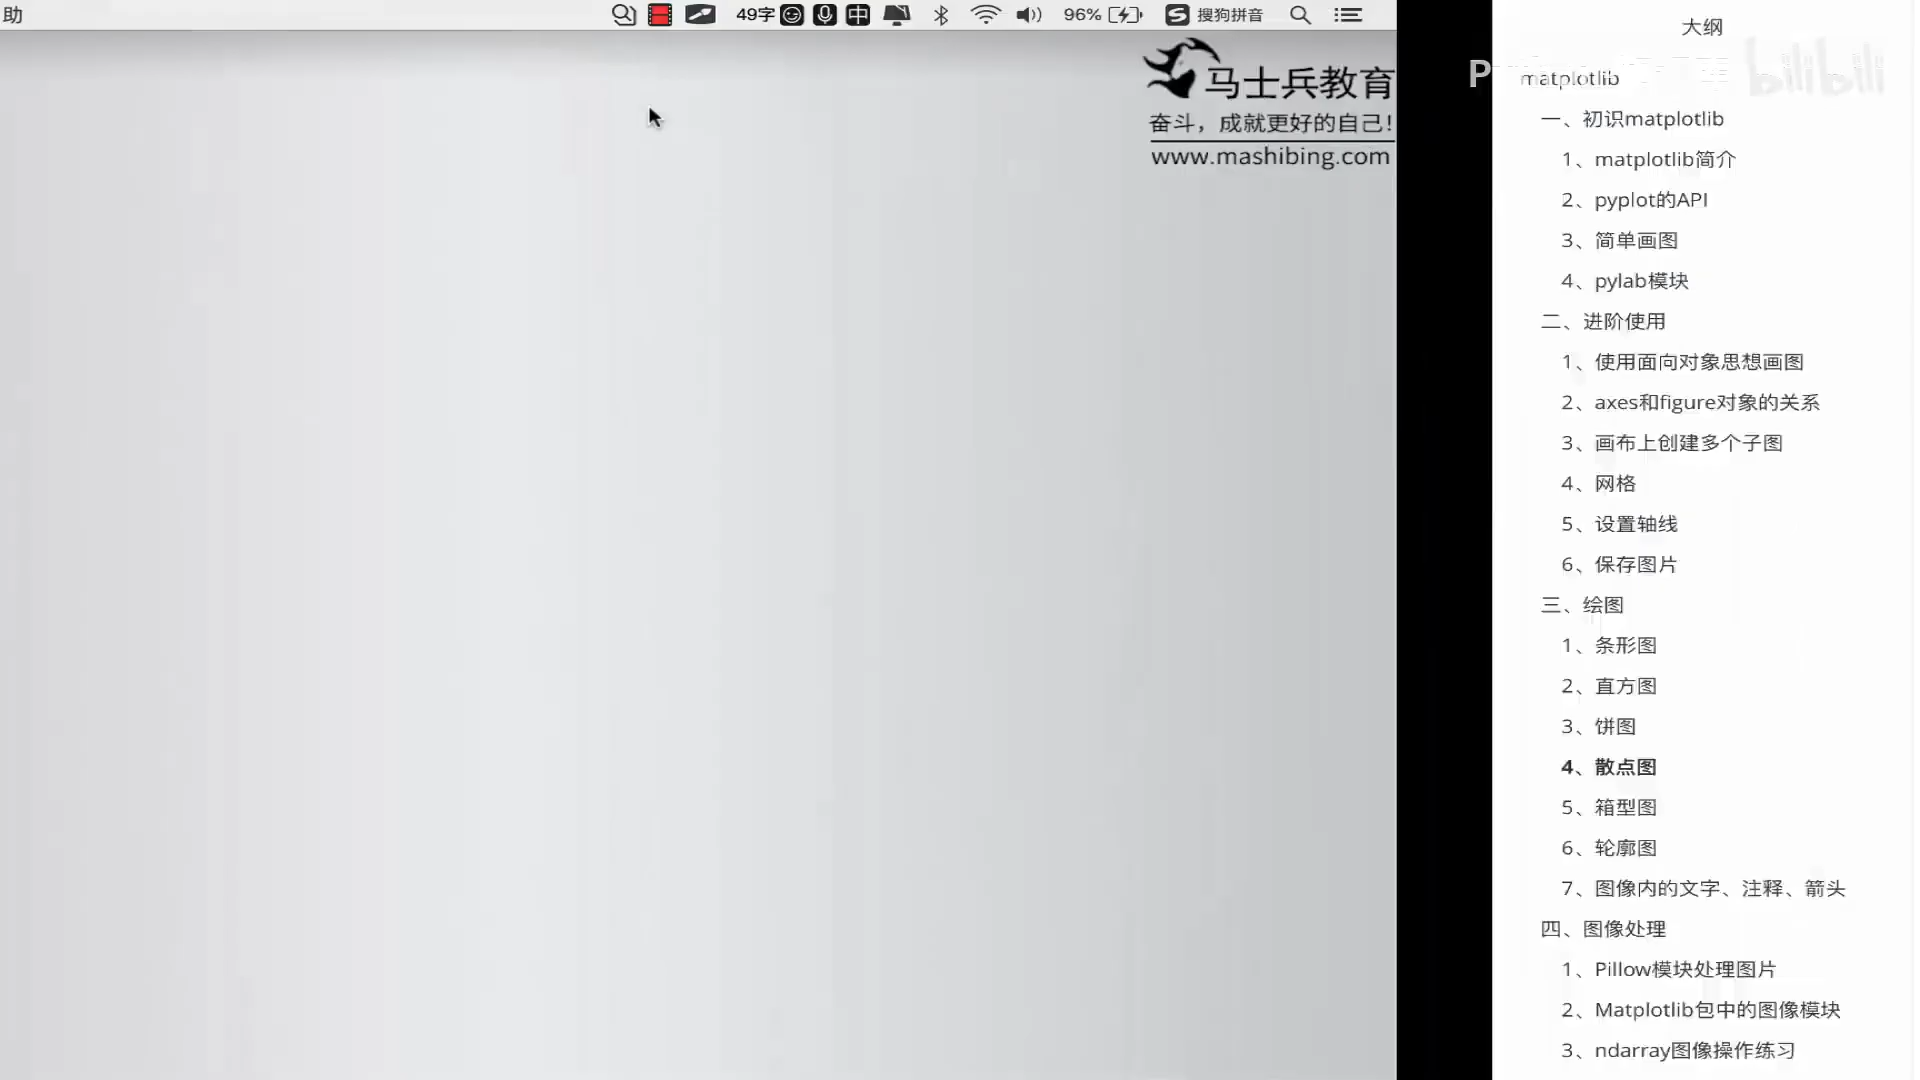 助
49字
中
96%
搜狗拼音
马士兵教育
奋斗，成就更好的自己！
www.mashibing.com
大纲
matplotlib
bilibili
一、初识matplotlib
1、matplotlib简介
2、pyplot的API
3、简单画图
4、pylab模块
二、进阶使用
1、使用面向对象思想画图
2、axes和figure对象的关系
3、画布上创建多个子图
4、网格
5、设置轴线
6、保存图片
三、绘图
1、条形图
2、直方图
3、饼图
4、散点图
5、箱型图
6、轮廓图
7、图像内的文字、注释、箭头
四、图像处理
1、Pillow模块处理图片
2、Matplotlib包中的图像模块
3、ndarray图像操作练习